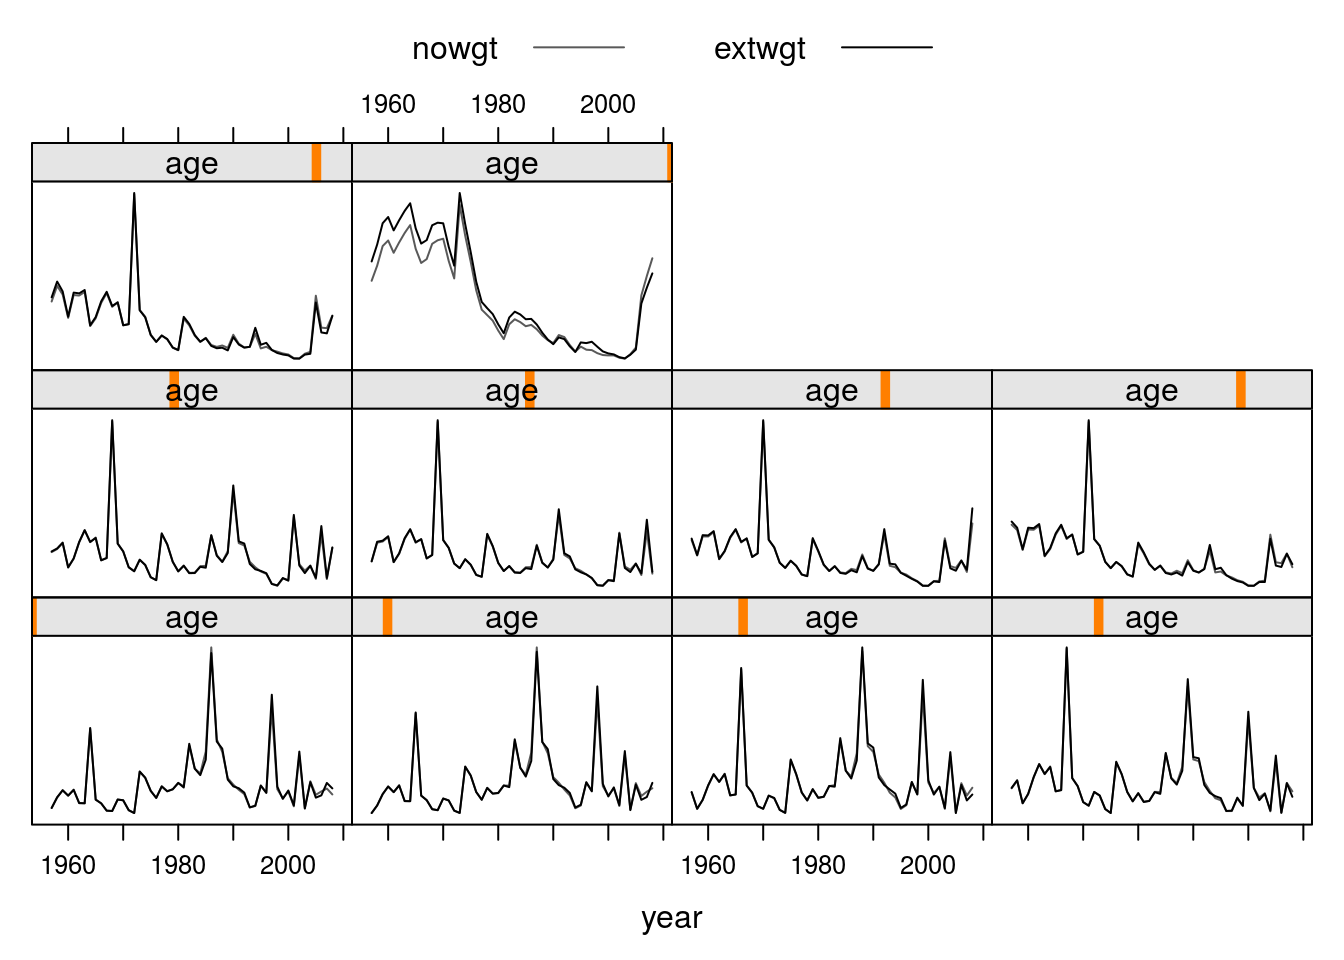 nowgt extwgt
1960 1980 2000
age age
age age age age
age age age age
1960 1980 2000 1960 1980 2000
year